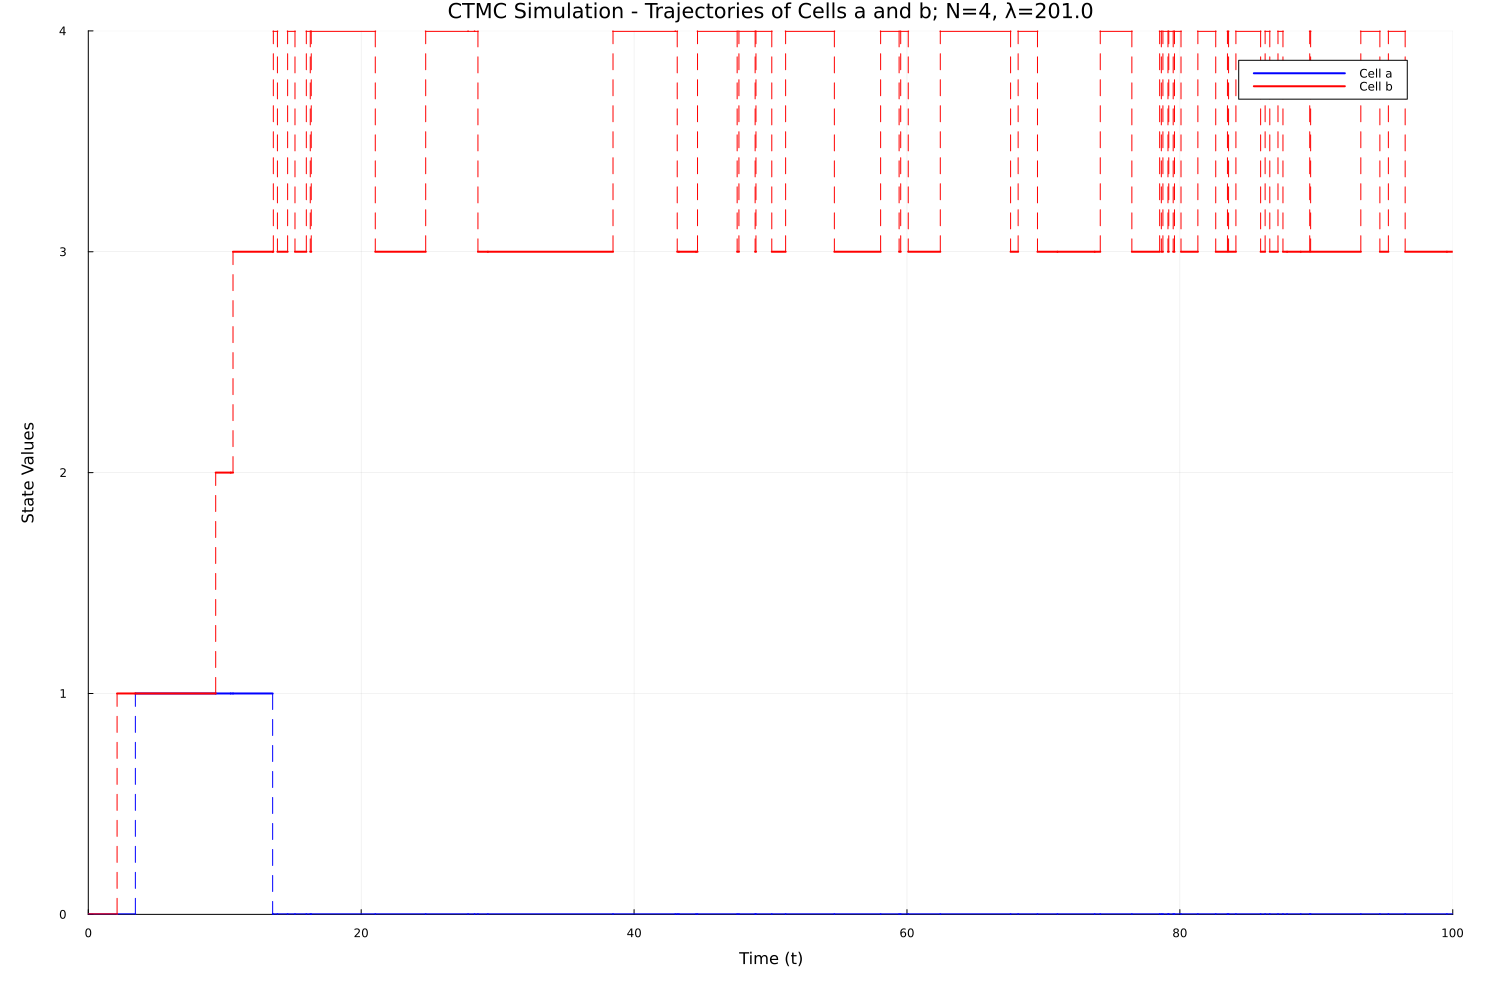 CTMC Simulation - Trajectories of Cells a and b; N=4, λ=201.0
4
Cell a
Cell b
3
State Values
2
1
0
0 20 40 60 80 100
Time (t)